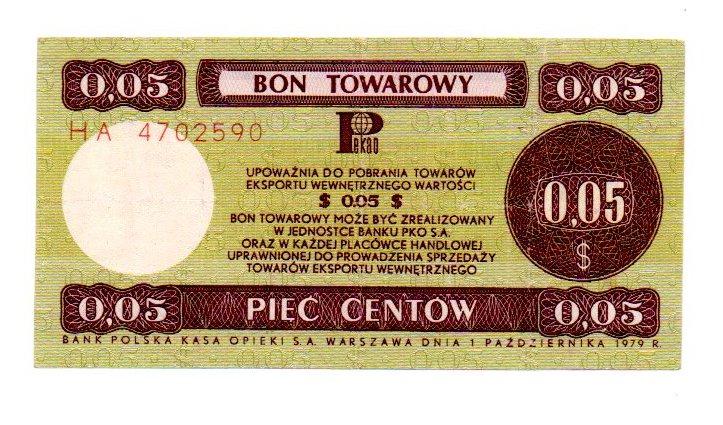 0,05 BON TOWAROWY 0,05
HA 4702590
Pekao
UPOWAŻNIA DO POBRANIA TOWARÓW
EKSPORTU WEWNĘTRZNEGO WARTOŚCI
$ 0.05 $
BON TOWAROWY MOŻE BYĆ ZREALIZOWANY
W JEDNOSTCE BANKU PKO S.A.
ORAZ W KAŻDEJ PLACÓWCE HANDLOWEJ
UPRAWNIONEJ DO PROWADZENIA SPRZEDAŻY
TOWARÓW EKSPORTU WEWNĘTRZNEGO
0,05
$
0,05 PIĘĆ CENTÓW 0,05
BANK POLSKA KASA OPIEKI S.A. WARSZAWA DNIA 1 PAŹDZIERNIKA 1979 R.